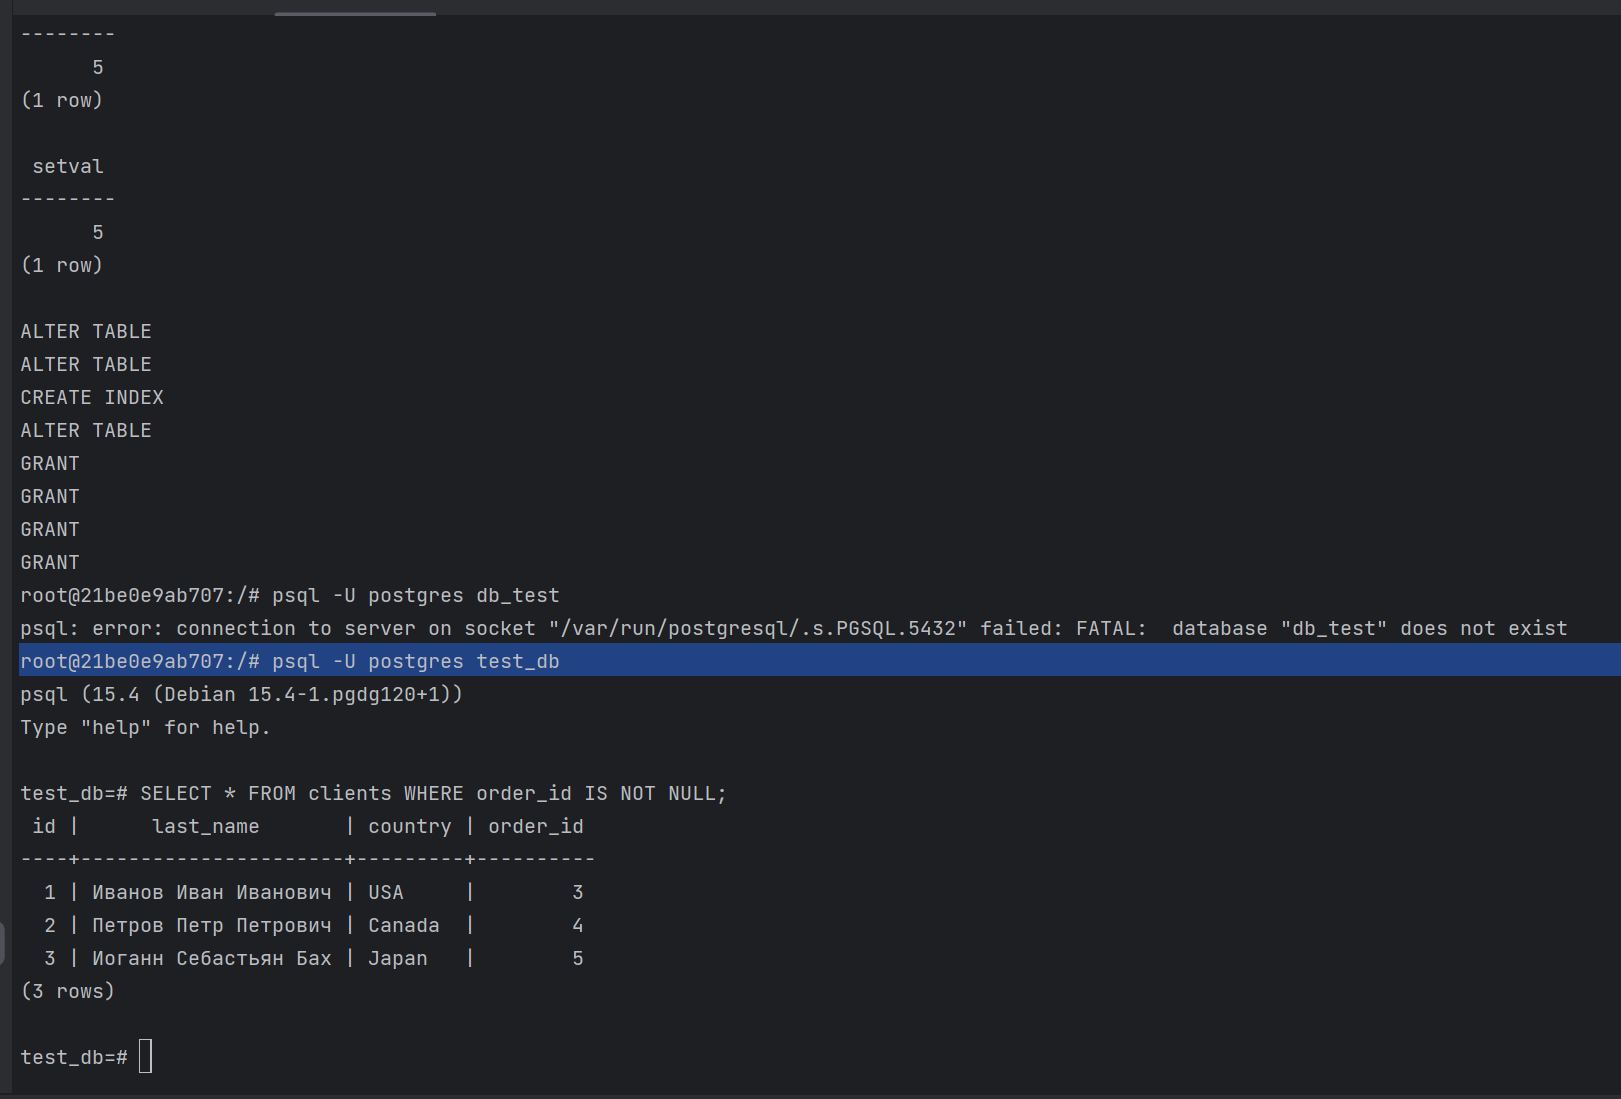 --------
      5
(1 row)

 setval
--------
      5
(1 row)

ALTER TABLE
ALTER TABLE
CREATE INDEX
ALTER TABLE
GRANT
GRANT
GRANT
GRANT
root@21be0e9ab707:/# psql -U postgres db_test
psql: error: connection to server on socket "/var/run/postgresql/.s.PGSQL.5432" failed: FATAL:  database "db_test" does not exist
root@21be0e9ab707:/# psql -U postgres test_db
psql (15.4 (Debian 15.4-1.pgdg120+1))
Type "help" for help.

test_db=# SELECT * FROM clients WHERE order_id IS NOT NULL;
 id |      last_name       | country | order_id
----+----------------------+---------+----------
  1 | Иванов Иван Иванович | USA     |        3
  2 | Петров Петр Петрович | Canada  |        4
  3 | Иоганн Себастьян Бах | Japan   |        5
(3 rows)

test_db=#